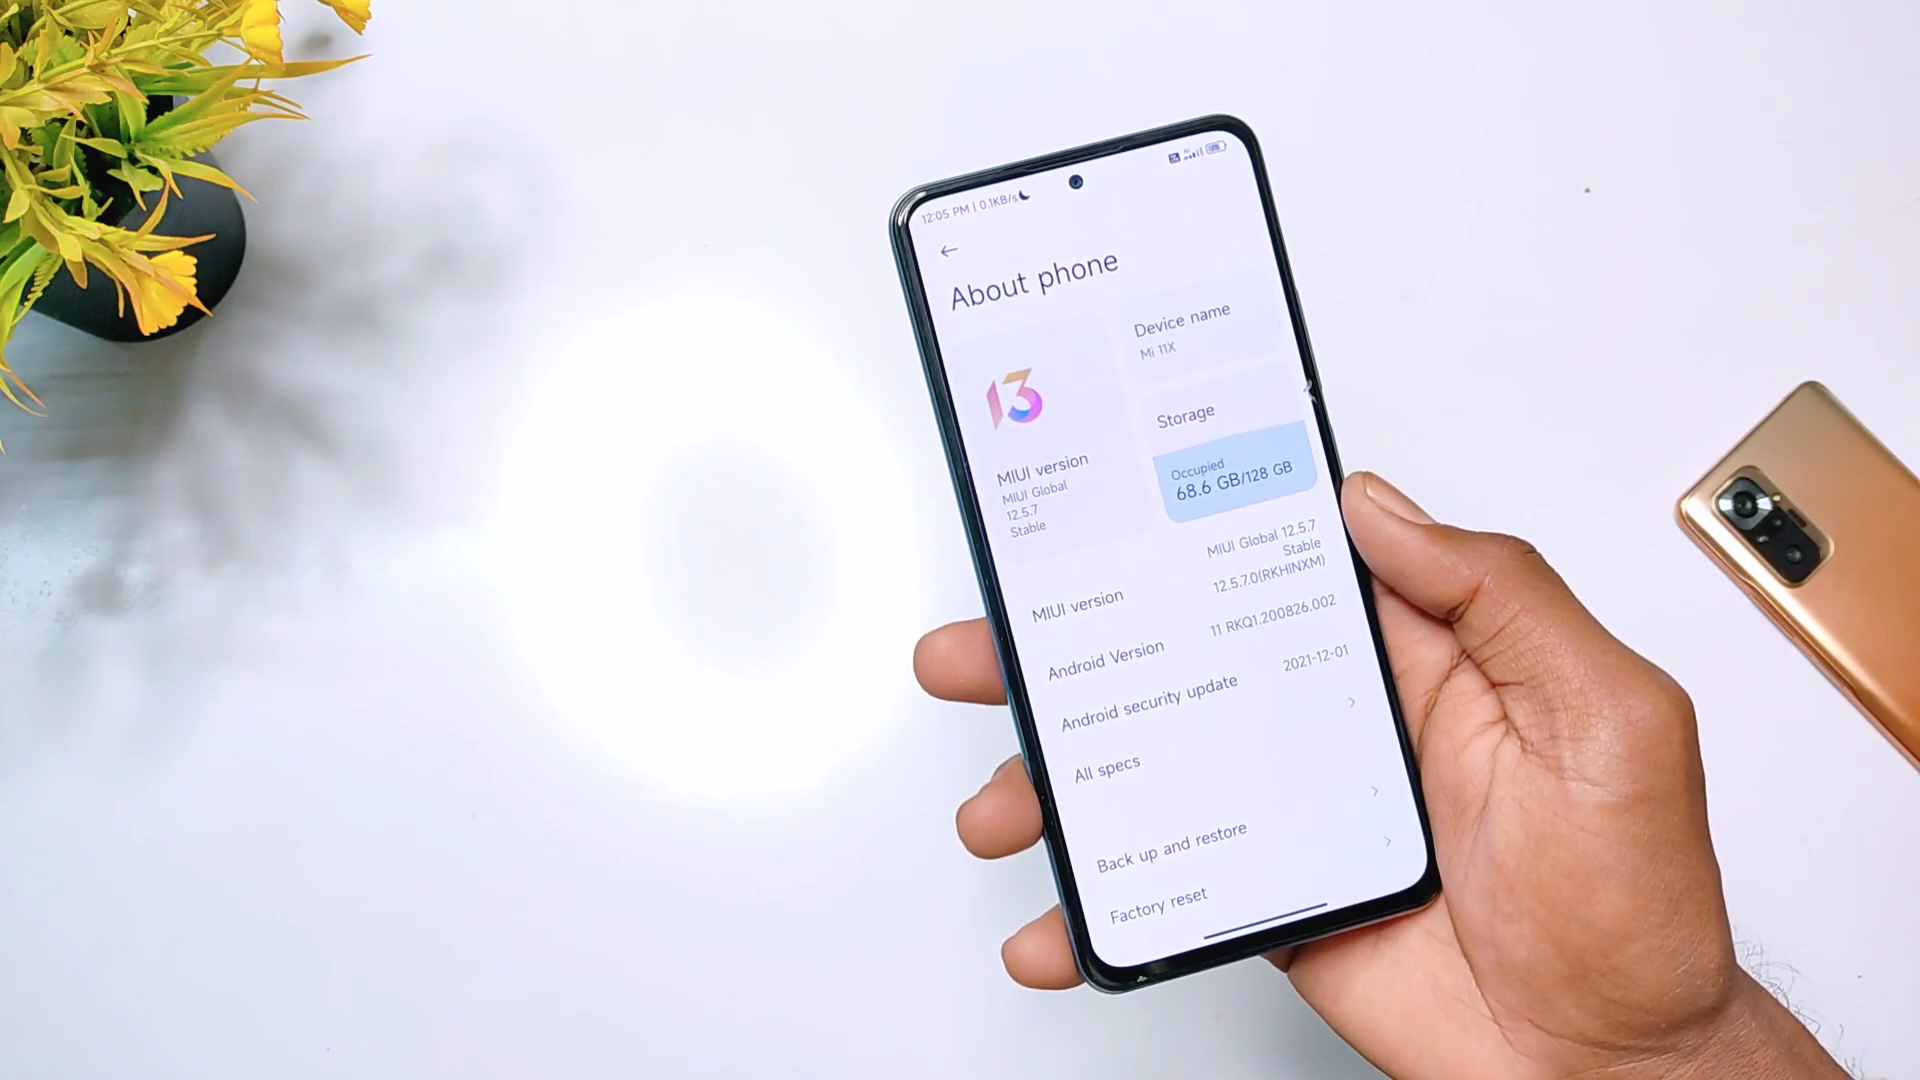 12:05 PM | 0.1KB/s
About phone
13
MIUI version
MIUI Global
12.5.7
Stable
Device name
Mi 11X
Storage
Occupied
68.6 GB/128 GB
MIUI version
MIUI Global 12.5.7
Stable
12.5.7.0(RKHINXM)
Android Version
11 RKQ1.200826.002
Android security update
2021-12-01
All specs
Back up and restore
Factory reset